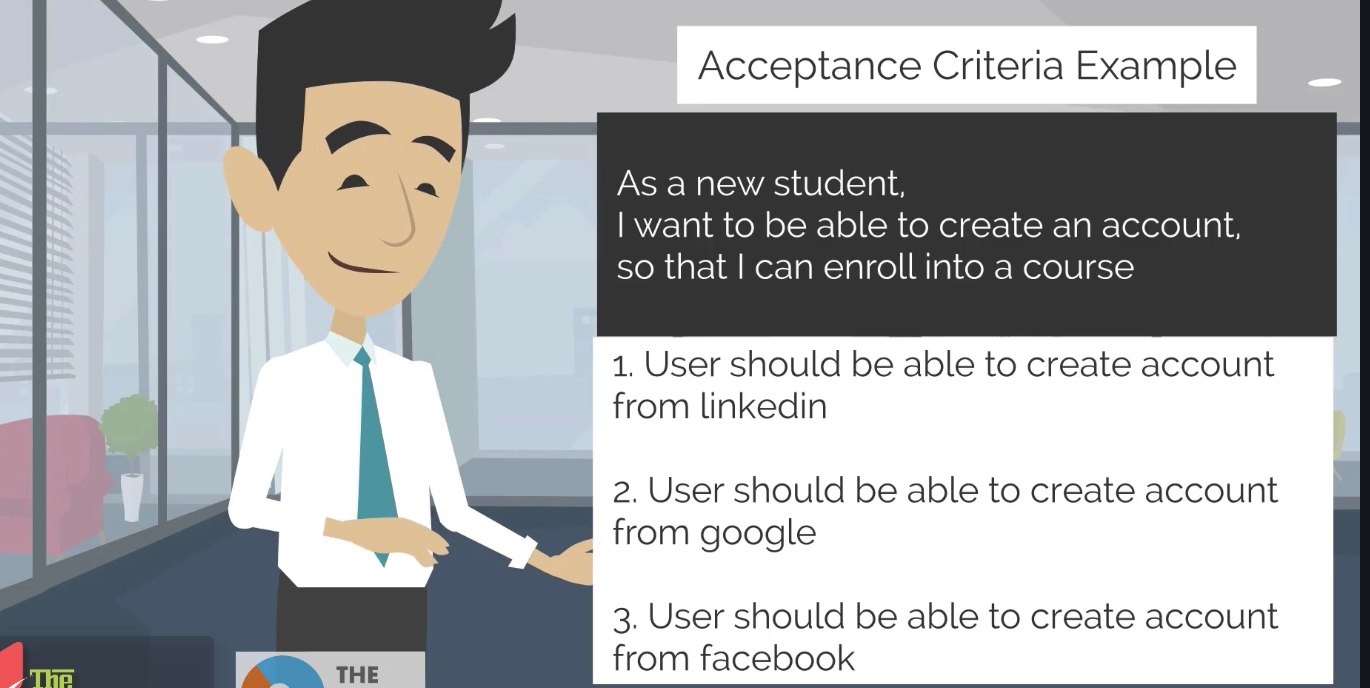 Acceptance Criteria Example
As a new student,
I want to be able to create an account,
so that I can enroll into a course
1. User should be able to create account
from linkedin
2. User should be able to create account
from google
3. User should be able to create account
from facebook
The
THE